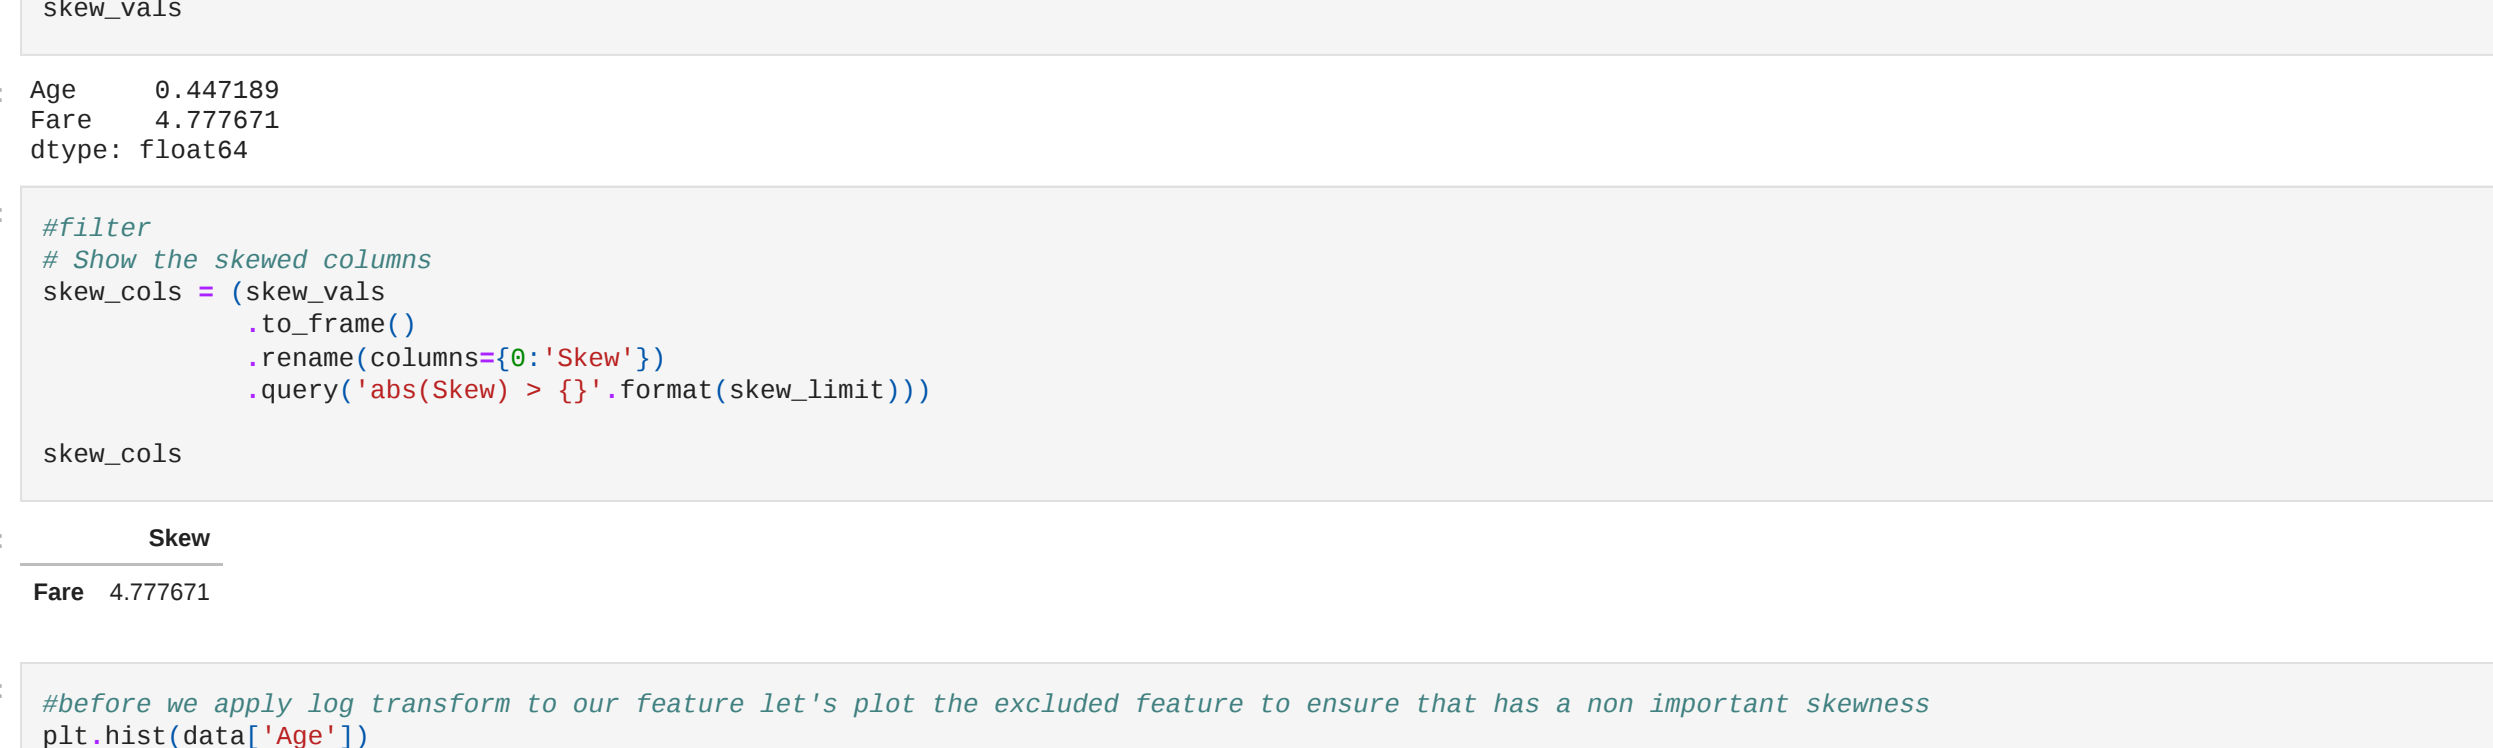 skew_vals
Age     0.447189
Fare    4.777671
dtype: float64
#filter
# Show the skewed columns
skew_cols = (skew_vals
             .to_frame()
             .rename(columns={0:'Skew'})
             .query('abs(Skew) > {}'.format(skew_limit)))
skew_cols
Skew
Fare 4.777671
#before we apply log transform to our feature let's plot the excluded feature to ensure that has a non important skewness
plt.hist(data['Age'])